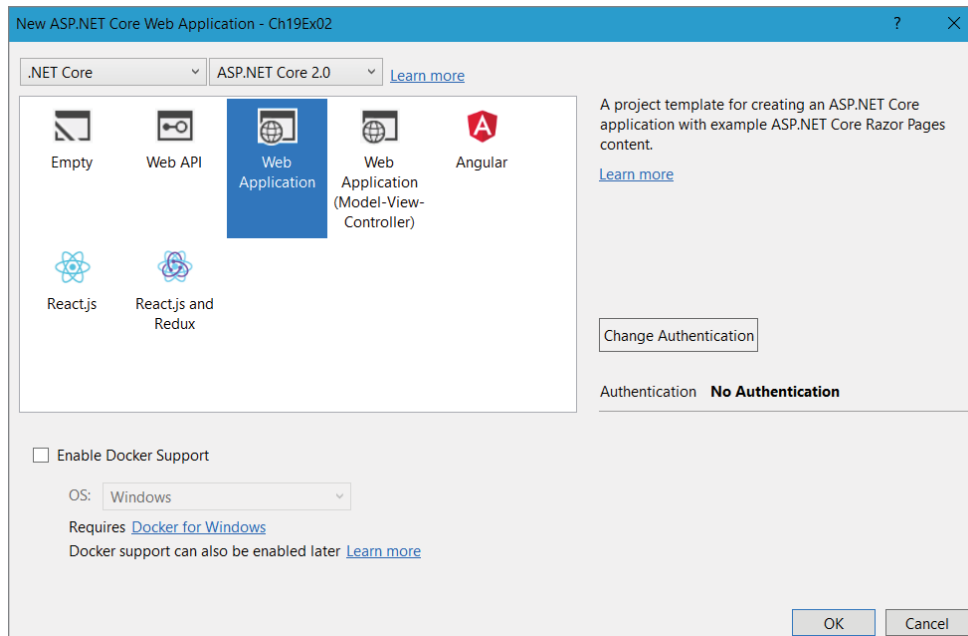 New ASP.NET Core Web Application - Ch19Ex02
.NET Core
ASP.NET Core 2.0
Learn more
Empty
Web API
Web
Application
Web
Application
(Model-View-
Controller)
Angular
React.js
React.js and
Redux
A project template for creating an ASP.NET Core
application with example ASP.NET Core Razor Pages
content.
Learn more
Change Authentication
Authentication No Authentication
Enable Docker Support
OS: Windows
Requires Docker for Windows
Docker support can also be enabled later Learn more
OK
Cancel